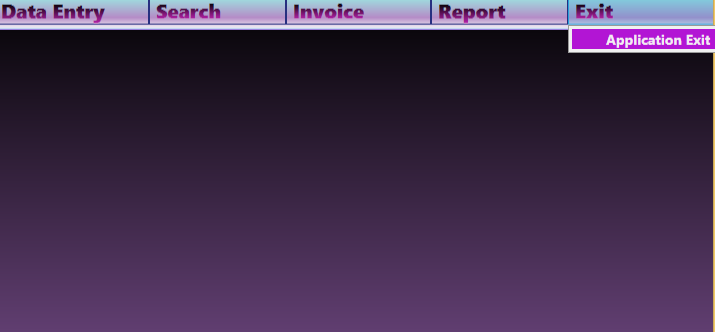 Data Entry Search Invoice Report Exit
Application Exit